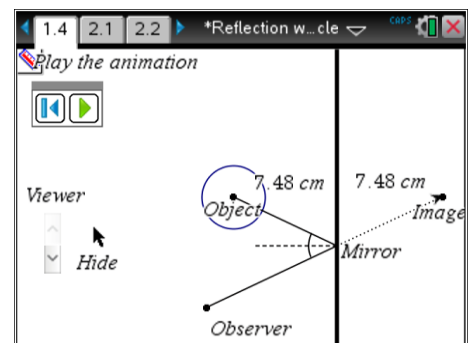 1.4 2.1 2.2 *Reflection w...cle CAPS
Play the animation
7.48 cm 7.48 cm
Viewer
Object Image
Hide
Mirror
Observer